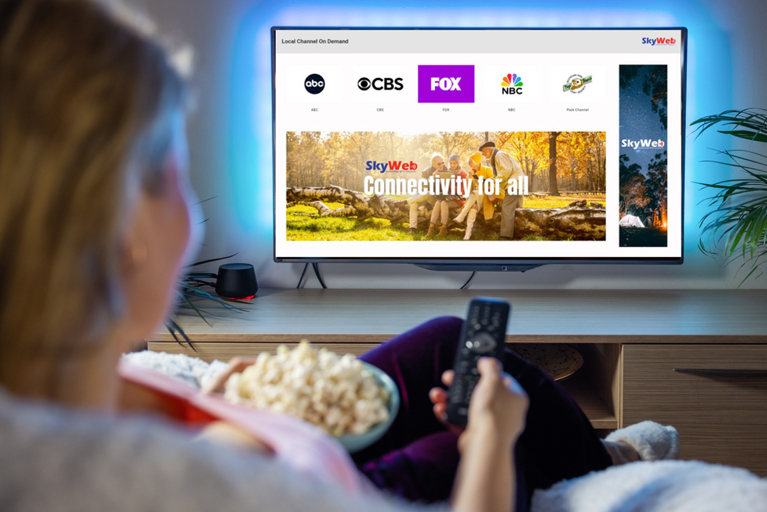 Local Channel On Demand
SkyWeb
abc
CBS
FOX
NBC
ABC
CBS
FOX
NBC
Park Channel
SkyWeb
Connectivity for all
SkyWeb